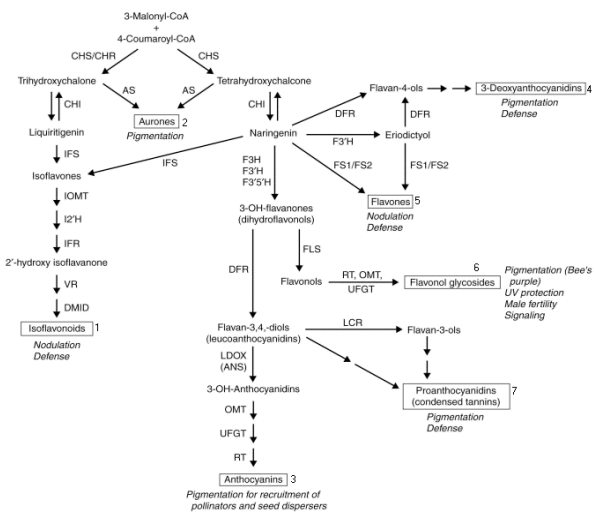 3-Malonyl-CoA
+
4-Coumaroyl-CoA
CHS/CHR
CHS
Trihydroxychalone
AS
AS
Tetrahydroxychalcone
Flavan-4-ols
3-Deoxyanthocyanidins 4
Pigmentation
Defense
CHI
Aurones 2
Pigmentation
CHI
DFR
DFR
Liquiritigenin
Naringenin
F3'H
Eriodictyol
IFS
IFS
FS1/FS2
FS1/FS2
Isoflavones
F3H
F3'H
F3'5'H
IOMT
Flavones 5
Nodulation
Defense
I2'H
3-OH-flavanones
(dihydroflavonols)
IFR
FLS
2'-hydroxy isoflavanone
DFR
VR
Flavonols
RT, OMT,
UFGT
6
Flavonol glycosides
Pigmentation (Bee's
purple)
UV protection
Male fertility
Signaling
DMID
Isoflavonoids 1
Nodulation
Defense
Flavan-3,4,-diols
(leucoanthocyanidins)
LCR
Flavan-3-ols
LDOX
(ANS)
3-OH-Anthocyanidins
Proanthocyanidins 7
(condensed tannins)
Pigmentation
Defense
OMT
UFGT
RT
Anthocyanins 3
Pigmentation for recruitment of
pollinators and seed dispersers